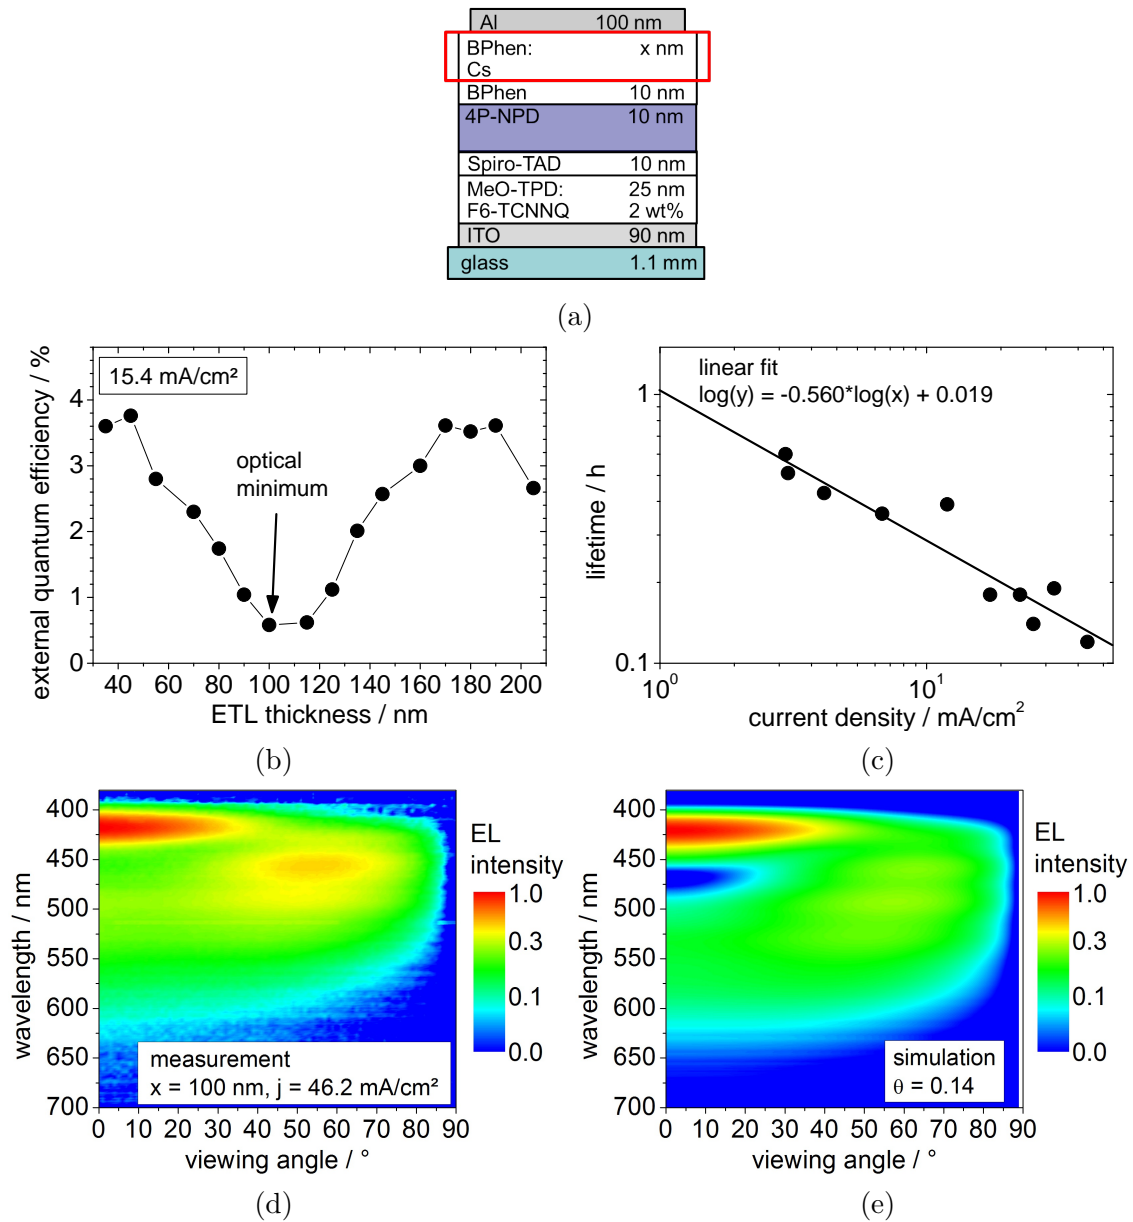 Al 100 nm
BPhen: x nm
Cs
BPhen 10 nm
4P-NPD 10 nm
Spiro-TAD 10 nm
MeO-TPD: 25 nm
F6-TCNNQ 2 wt%
ITO 90 nm
glass 1.1 mm
(a)
external quantum efficiency / %
4
3
2
1
0
15.4 mA/cm²
optical
minimum
40 60 80 100 120 140 160 180 200
ETL thickness / nm
(b)
lifetime / h
1
0.1
linear fit
log(y) = -0.560*log(x) + 0.019
10⁰ 10¹
current density / mA/cm²
(c)
wavelength / nm
400
450
500
550
600
650
700
measurement
x = 100 nm, j = 46.2 mA/cm²
0 10 20 30 40 50 60 70 80 90
viewing angle / °
EL
intensity
1.0
0.3
0.1
0.0
(d)
wavelength / nm
400
450
500
550
600
650
700
simulation
θ = 0.14
0 10 20 30 40 50 60 70 80 90
viewing angle / °
EL
intensity
1.0
0.3
0.1
0.0
(e)